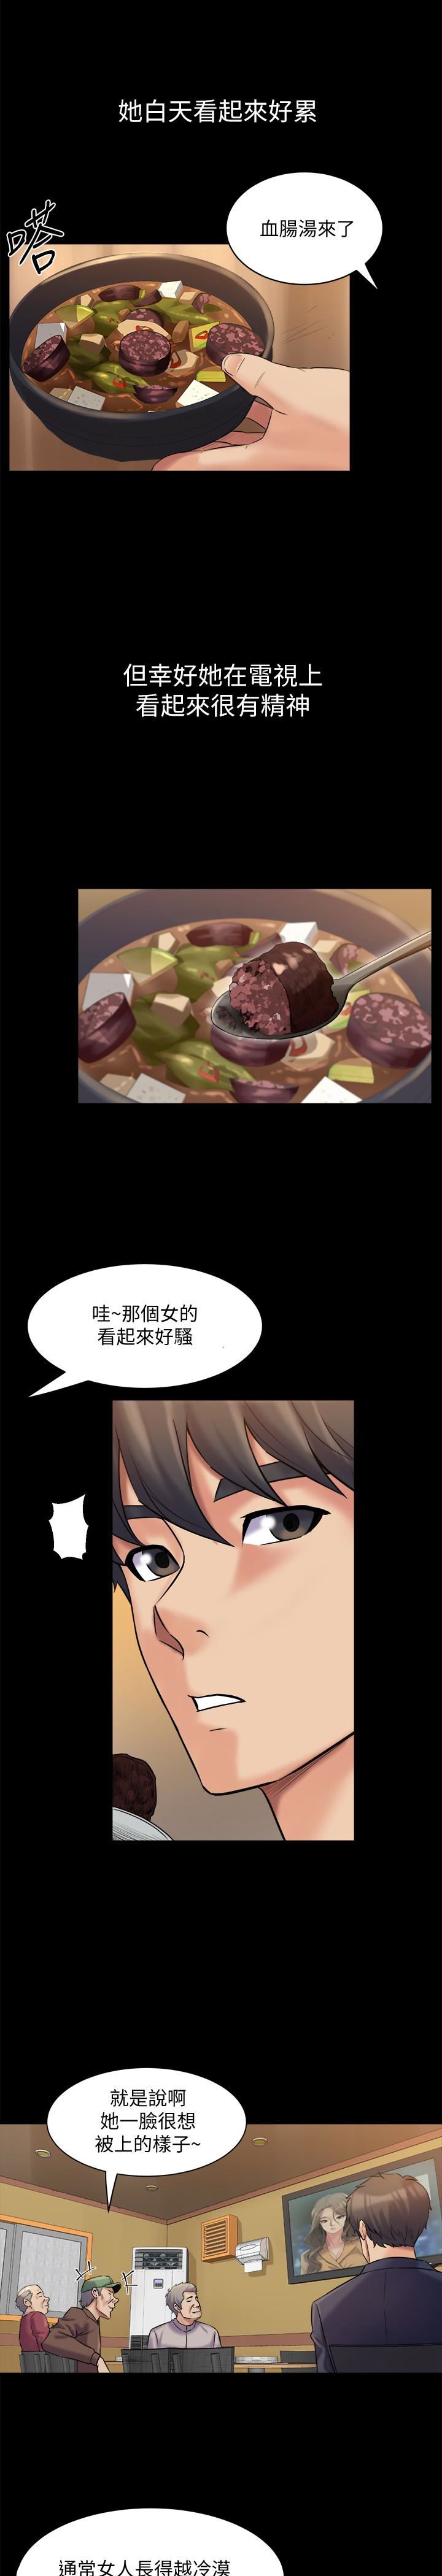 她白天看起來好累
血腸湯來了
嗒
但幸好她在電視上
看起來很有精神
哇~那個女的
看起來好騷
就是說啊
她一臉很想
被上的樣子~
通常女人長得越冷漠